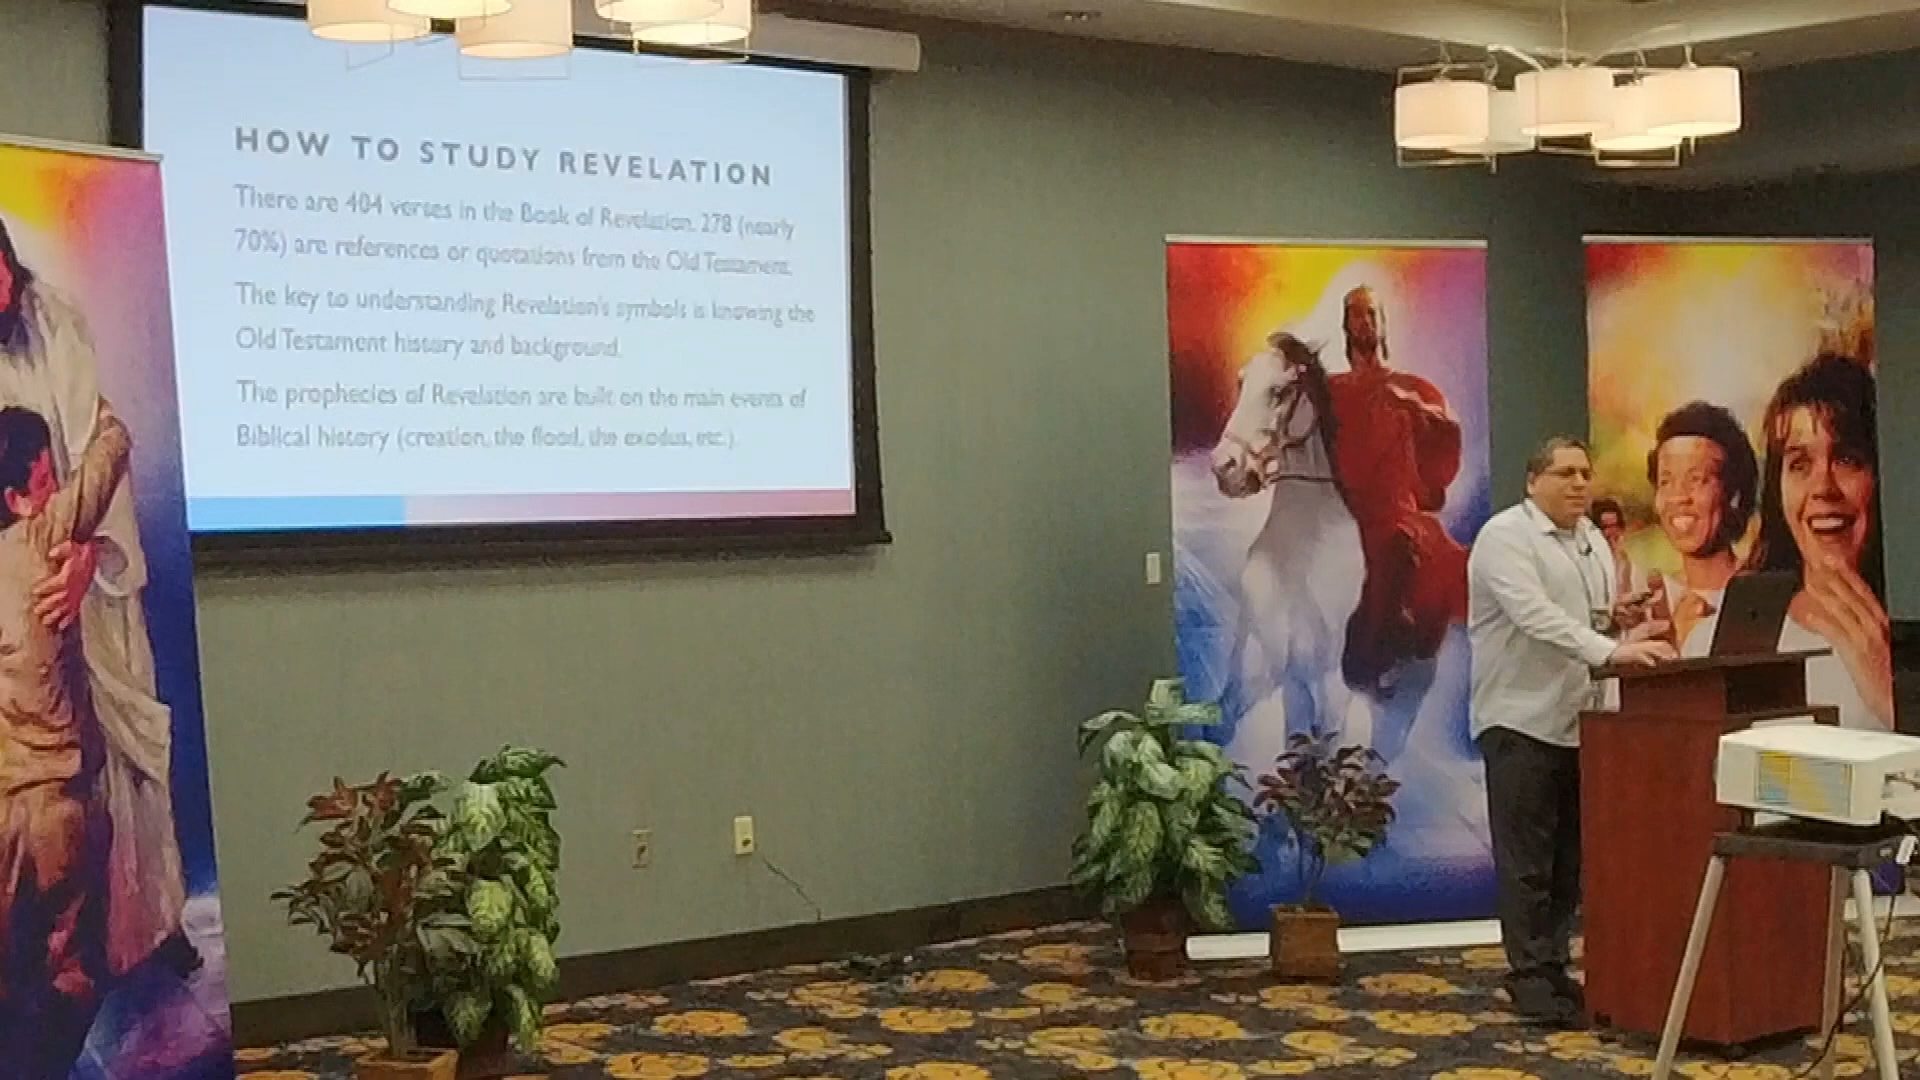 HOW TO STUDY REVELATION
There are 404 verses in the Book of Revelation. 278 (nearly
70%) are references or quotations from the Old Testament.
The key to understanding Revelation's symbols is knowing the
Old Testament history and background.
The prophecies of Revelation are built on the main events of
Biblical history (creation, the flood, the exodus, etc.).